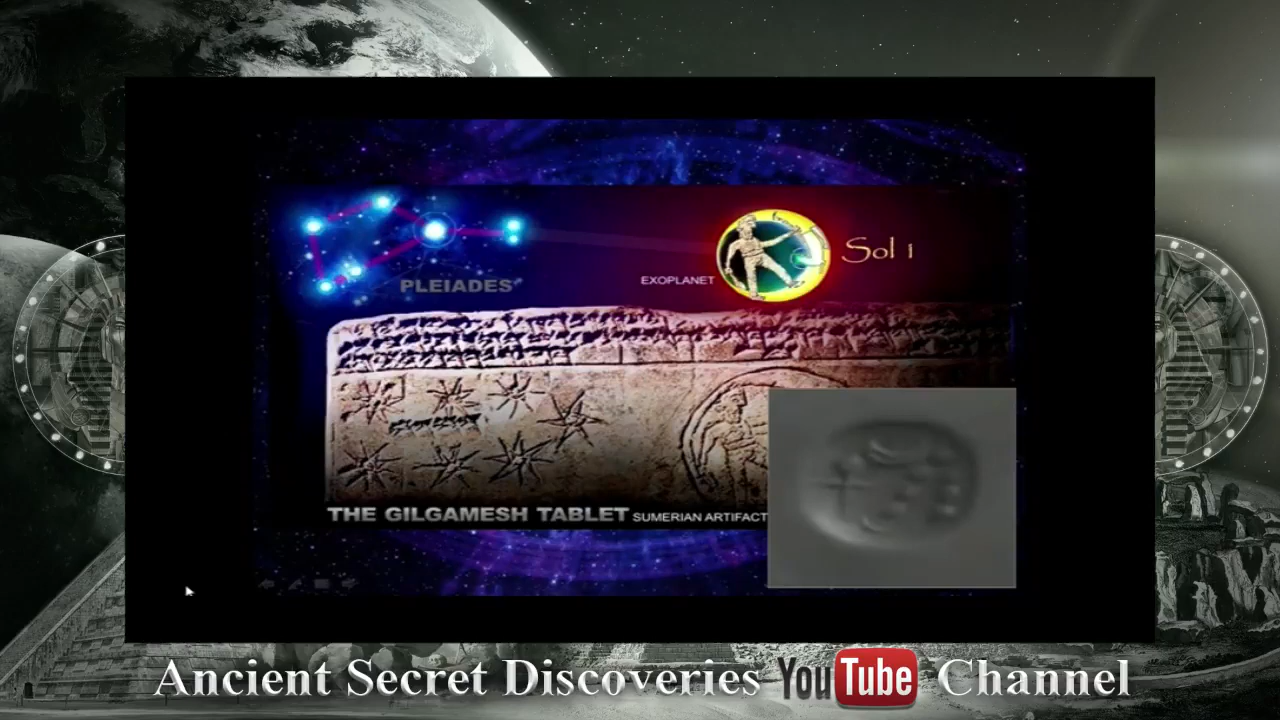 PLEIADES
EXOPLANET
Sol 1
THE GILGAMESH TABLET SUMERIAN ARTIFACT
Ancient Secret Discoveries YouTube Channel